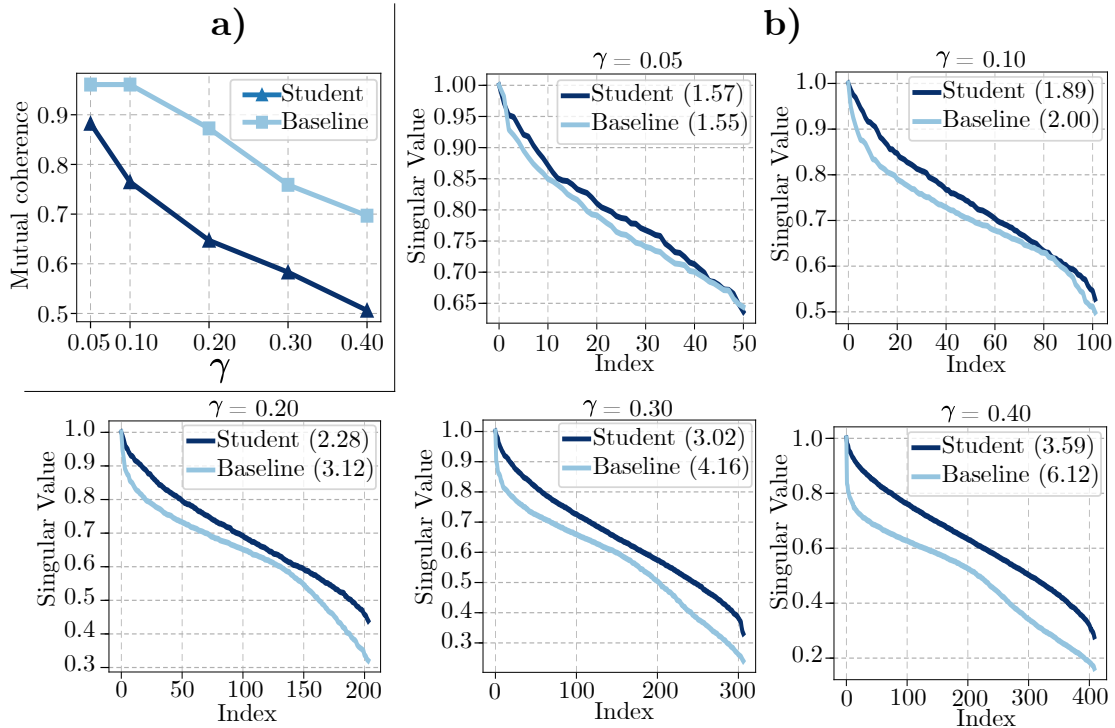 a)
Mutual coherence
0.9
0.8
0.7
0.6
0.5
Student
Baseline
0.05 0.10 0.20 0.30 0.40
γ
b)
γ = 0.05
Singular Value
1.00
0.95
0.90
0.85
0.80
0.75
0.70
0.65
Student (1.57)
Baseline (1.55)
0 10 20 30 40 50
Index
γ = 0.10
Singular Value
1.0
0.9
0.8
0.7
0.6
0.5
Student (1.89)
Baseline (2.00)
0 20 40 60 80 100
Index
γ = 0.20
Singular Value
1.0
0.9
0.8
0.7
0.6
0.5
0.4
0.3
Student (2.28)
Baseline (3.12)
0 50 100 150 200
Index
γ = 0.30
Singular Value
1.0
0.9
0.8
0.7
0.6
0.5
0.4
0.3
Student (3.02)
Baseline (4.16)
0 100 200 300
Index
γ = 0.40
Singular Value
1.0
0.8
0.6
0.4
0.2
Student (3.59)
Baseline (6.12)
0 100 200 300 400
Index